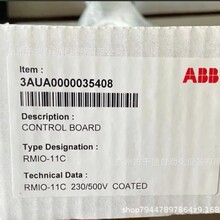 Item :
ABB
3AUA0000035408
Description :
CONTROL BOARD
Type Designation :
RMIO-11C
Technical Data :
RMIO-11C 230/500V COATED